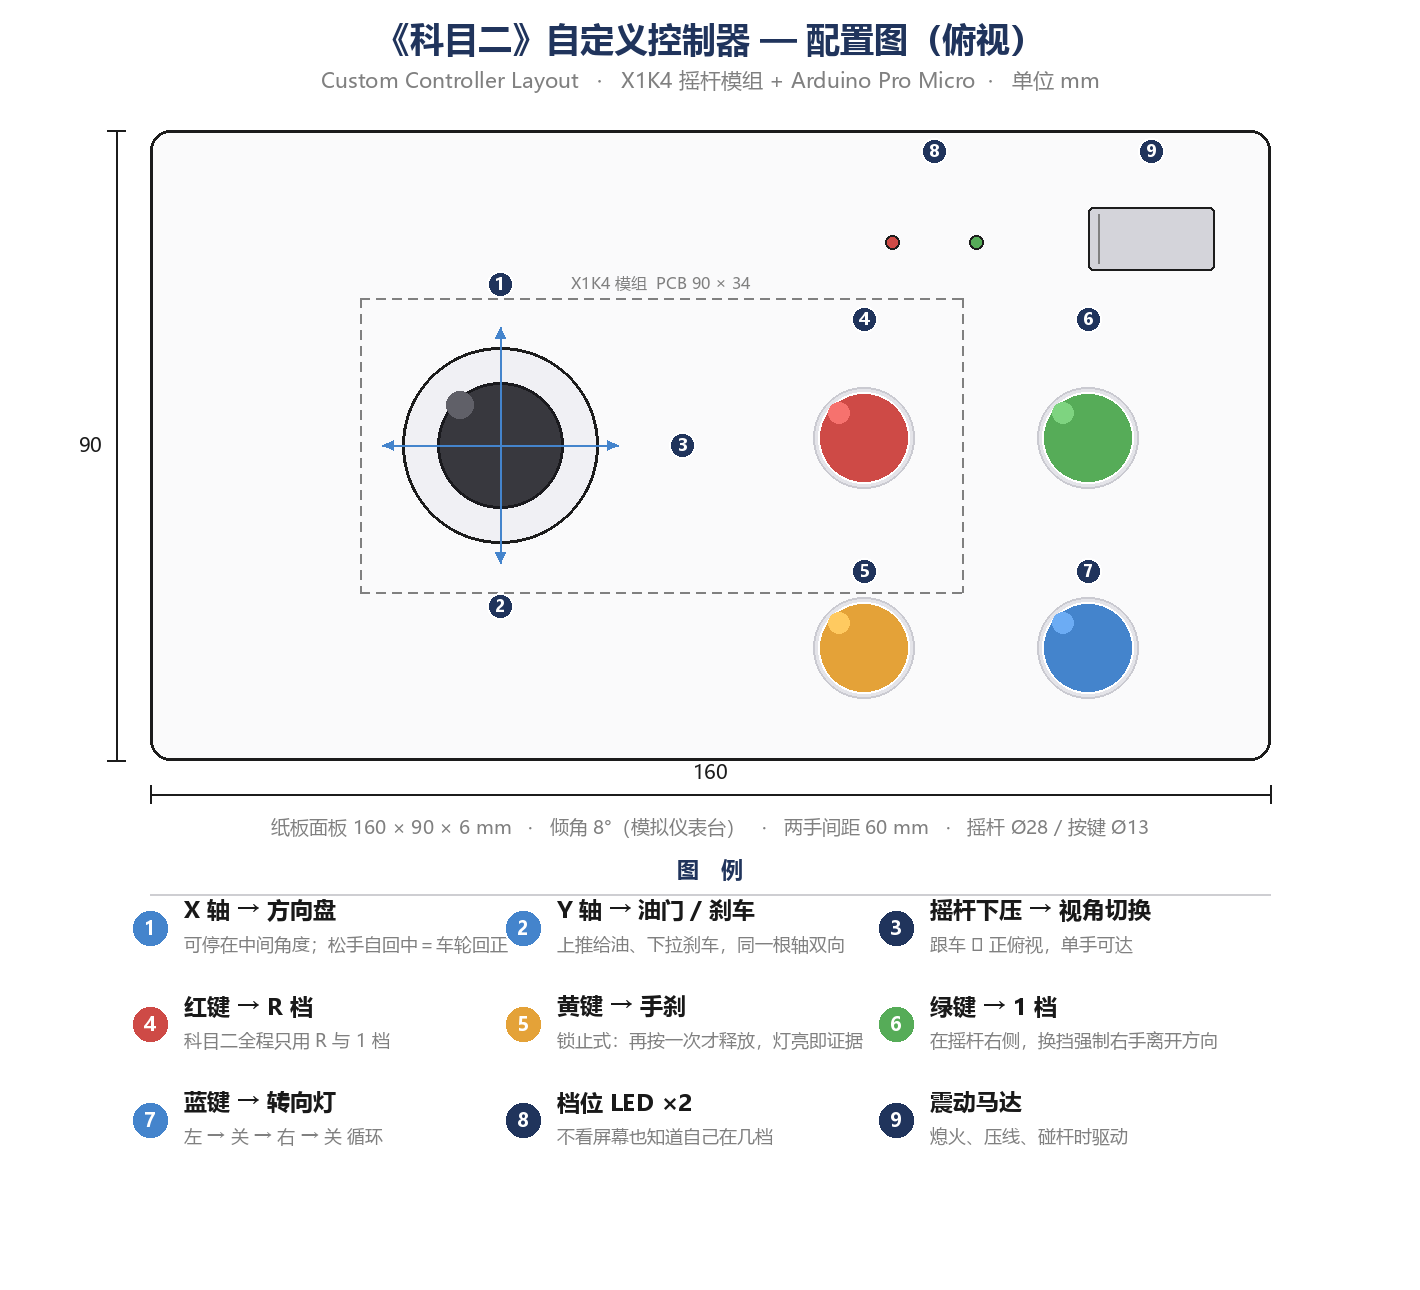 《科目二》自定义控制器 — 配置图（俯视）
Custom Controller Layout · X1K4 摇杆模组 + Arduino Pro Micro · 单位 mm
8
9
1
X1K4 模组 PCB 90 × 34
4
6
90
3
2
5
7
160
纸板面板 160 × 90 × 6 mm · 倾角 8°（模拟仪表台） · 两手间距 60 mm · 摇杆 Ø28 / 按键 Ø13
图 例
1 X 轴 → 方向盘
可停在中间角度；松手自回中 = 车轮回正
2 Y 轴 → 油门 / 刹车
上推给油、下拉刹车，同一根轴双向
3 摇杆下压 → 视角切换
跟车 ▯ 正俯视，单手可达
4 红键 → R 档
科目二全程只用 R 与 1 档
5 黄键 → 手刹
锁止式：再按一次才释放，灯亮即证据
6 绿键 → 1 档
在摇杆右侧，换挡强制右手离开方向
7 蓝键 → 转向灯
左 → 关 → 右 → 关 循环
8 档位 LED ×2
不看屏幕也知道自己在几档
9 震动马达
熄火、压线、碰杆时驱动